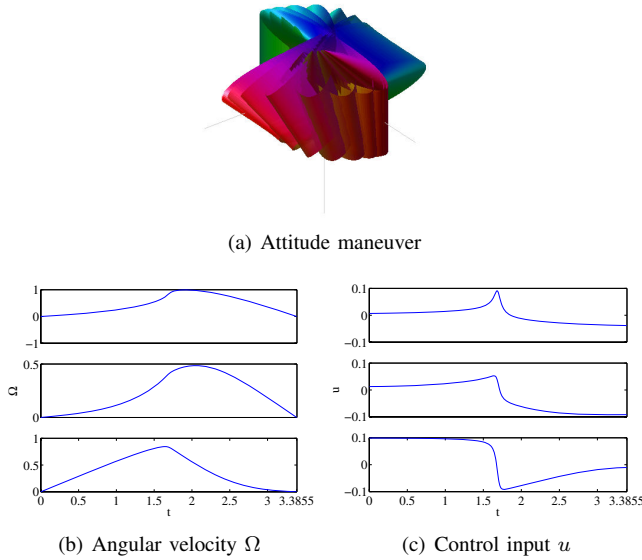 (a) Attitude maneuver
1
0
−1
0.5
Ω
0
1
0.5
0
0 0.5 1 1.5 2 2.5 3 3.3855
t
(b) Angular velocity Ω
0.1
0
−0.1
0.1
u
0
−0.1
0.1
0
−0.1
0 0.5 1 1.5 2 2.5 3 3.3855
t
(c) Control input u